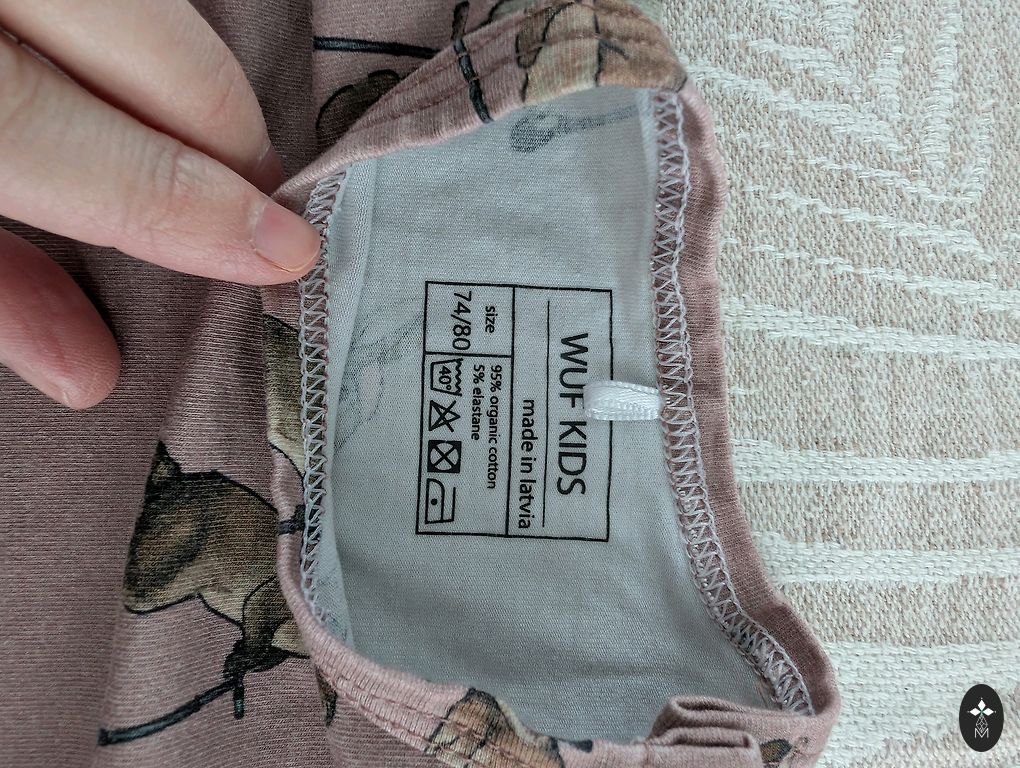 WUF KIDS
made in latvia
size
74/80
95% organic cotton
5% elastane
40°